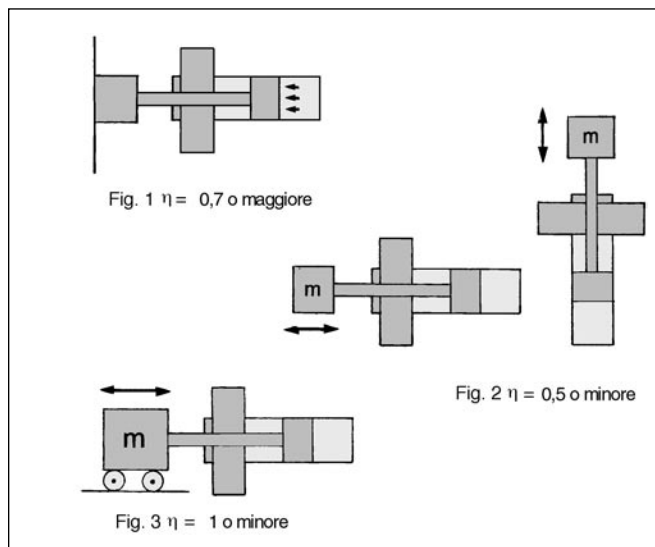 Fig. 1 η = 0,7 o maggiore
m
m
Fig. 2 η = 0,5 o minore
m
Fig. 3 η = 1 o minore